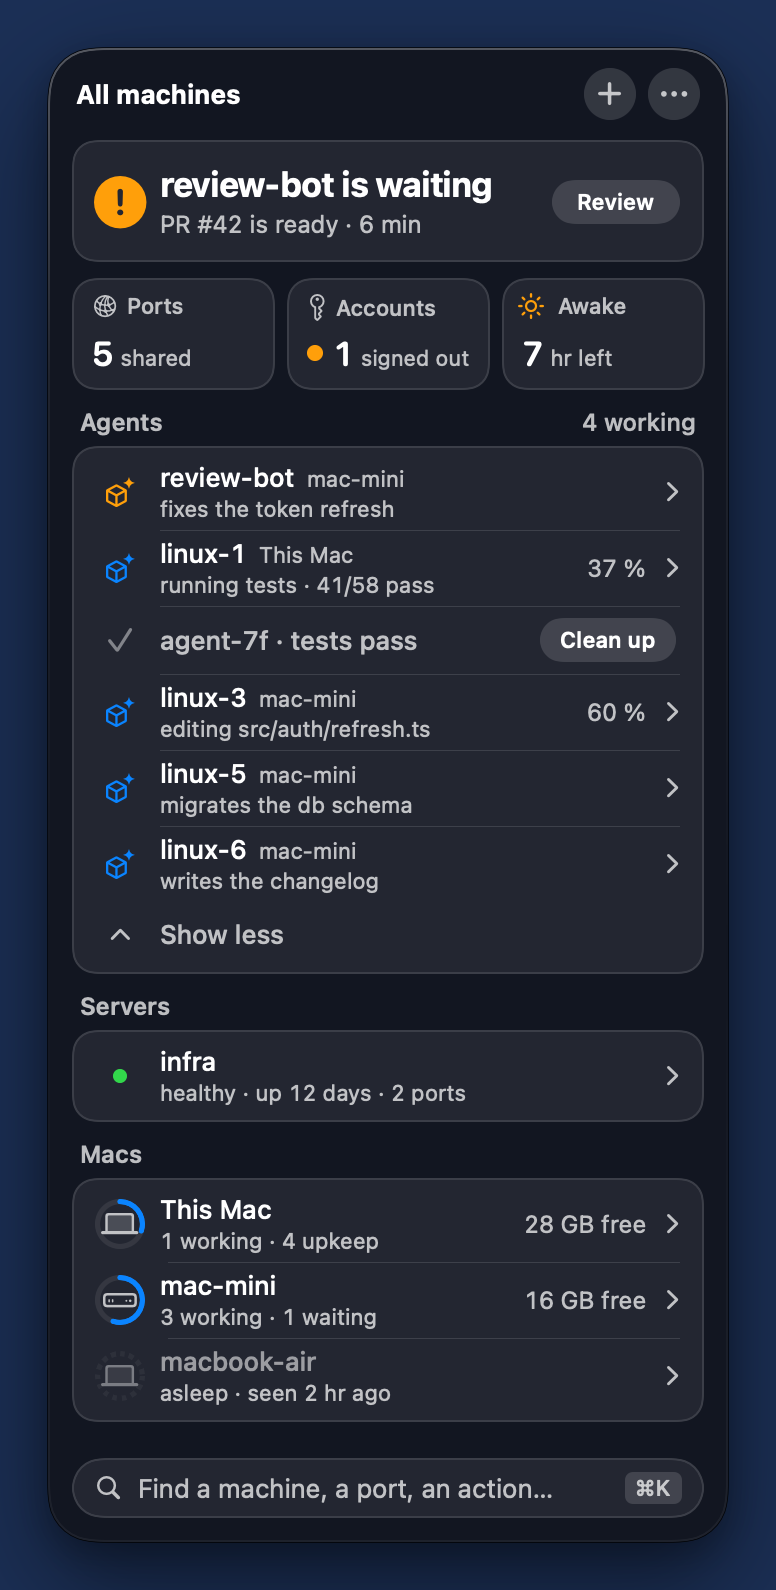 All machines
review-bot is waiting
PR #42 is ready · 6 min
Review
Ports
5 shared
Accounts
1 signed out
Awake
7 hr left
Agents
4 working
review-bot mac-mini
fixes the token refresh
linux-1 This Mac
running tests · 41/58 pass
37 %
agent-7f · tests pass
Clean up
linux-3 mac-mini
editing src/auth/refresh.ts
60 %
linux-5 mac-mini
migrates the db schema
linux-6 mac-mini
writes the changelog
Show less
Servers
infra
healthy · up 12 days · 2 ports
Macs
This Mac
1 working · 4 upkeep
28 GB free
mac-mini
3 working · 1 waiting
16 GB free
macbook-air
asleep · seen 2 hr ago
Find a machine, a port, an action...
⌘K